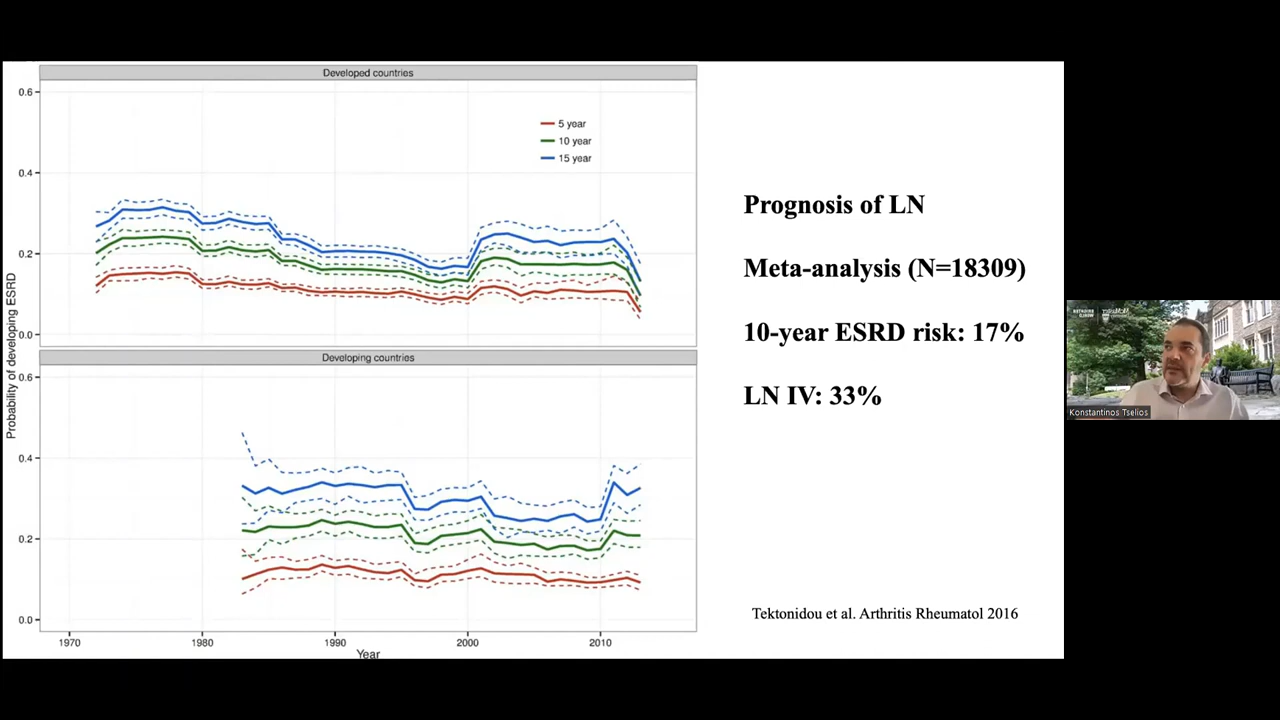 Developed countries
0.6
0.4
0.2
0.0
5 year
10 year
15 year
Probability of developing ESRD
Developing countries
0.6
0.4
0.2
0.0
1970
1980
1990
2000
2010
Year
Prognosis of LN
Meta-analysis (N=18309)
10-year ESRD risk: 17%
LN IV: 33%
Tektonidou et al. Arthritis Rheumatol 2016
Konstantinos Tselios